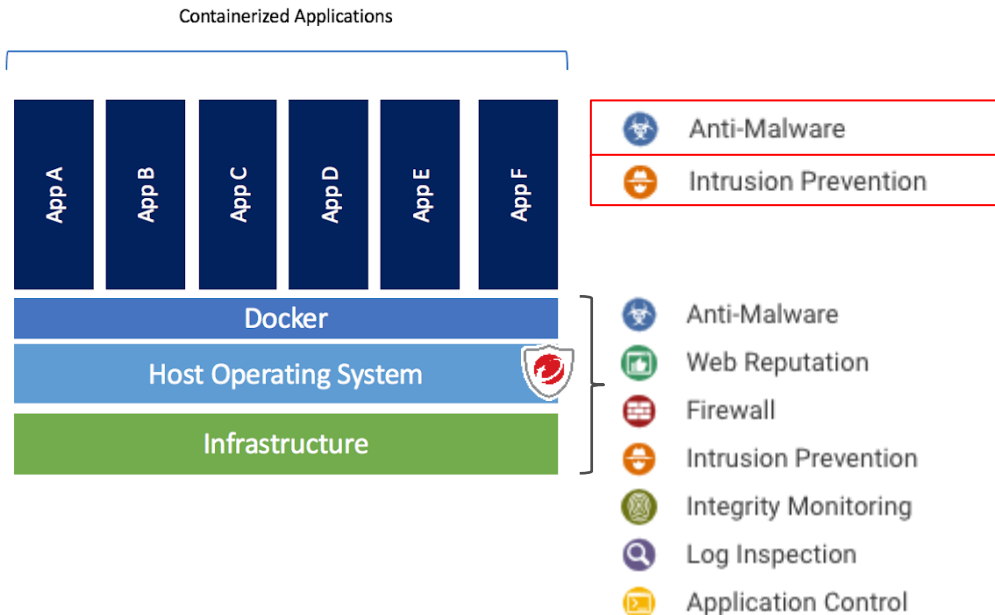 Containerized Applications
App A
App B
App C
App D
App E
App F
Anti-Malware
Intrusion Prevention
Docker
Host Operating System
Infrastructure
Anti-Malware
Web Reputation
Firewall
Intrusion Prevention
Integrity Monitoring
Log Inspection
Application Control